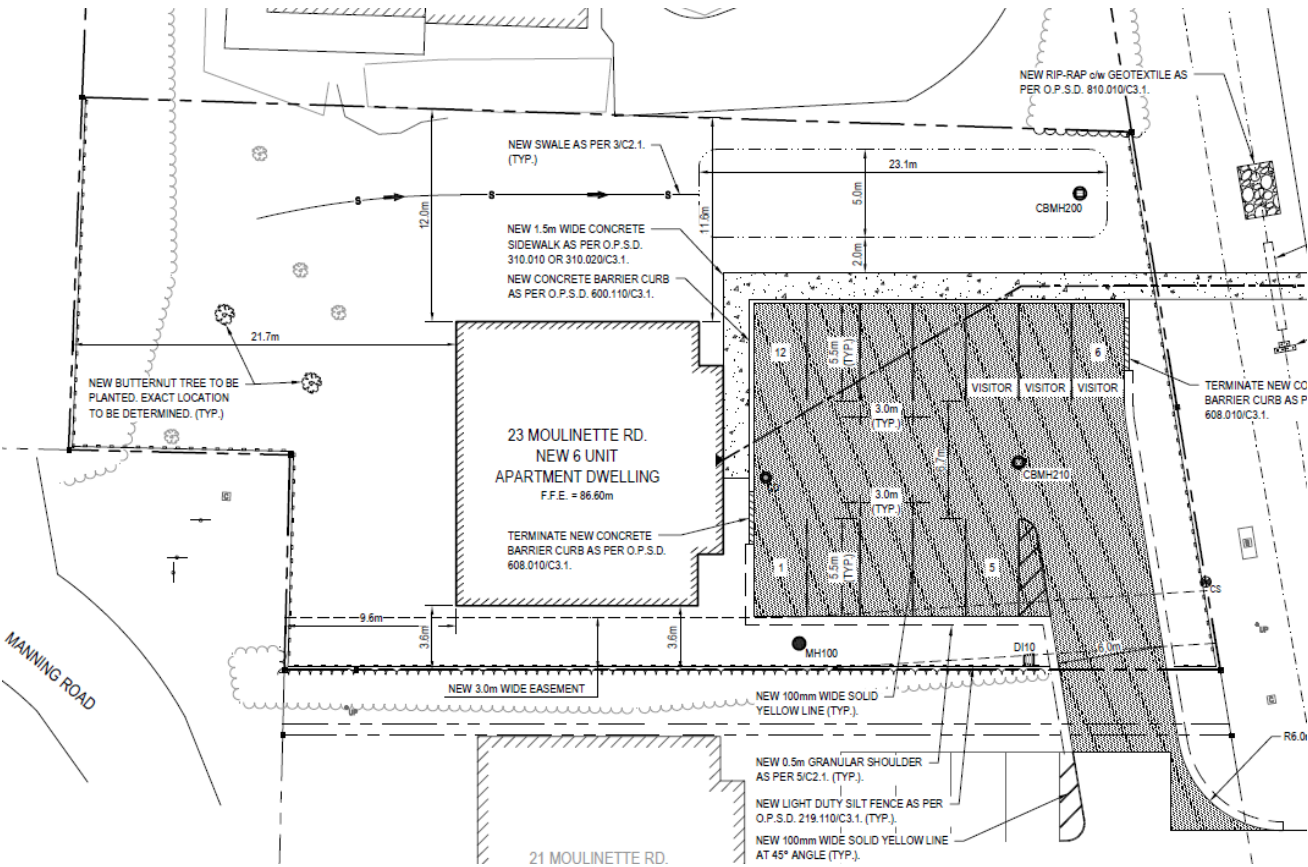 NEW RIP-RAP c/w GEOTEXTILE AS
PER O.P.S.D. 810.010/C3.1.
NEW SWALE AS PER 3/C2.1.
(TYP.)
23.1m
S
S
S
5.0m
CBMH200
12.0m
11.6m
NEW 1.5m WIDE CONCRETE
SIDEWALK AS PER O.P.S.D.
310.010 OR 310.020/C3.1.
2.0m
NEW CONCRETE BARRIER CURB
AS PER O.P.S.D. 600.110/C3.1.
21.7m
12
5.5m
(TYP.)
6
VISITOR
VISITOR
VISITOR
NEW BUTTERNUT TREE TO BE
PLANTED. EXACT LOCATION
TO BE DETERMINED. (TYP.)
TERMINATE NEW CO
BARRIER CURB AS P
608.010/C3.1.
3.0m
(TYP.)
23 MOULINETTE RD.
NEW 6 UNIT
APARTMENT DWELLING
F.F.E. = 86.60m
6.7m
CBMH210
3.0m
(TYP.)
TERMINATE NEW CONCRETE
BARRIER CURB AS PER O.P.S.D.
608.010/C3.1.
1
5.5m
(TYP.)
5
CS
9.6m
3.6m
3.6m
MH100
DI10
6.0m
MANNING ROAD
NEW 3.0m WIDE EASEMENT
NEW 100mm WIDE SOLID
YELLOW LINE (TYP.).
R6.0
NEW 0.5m GRANULAR SHOULDER
AS PER 5/C2.1. (TYP.).
NEW LIGHT DUTY SILT FENCE AS PER
O.P.S.D. 219.110/C3.1. (TYP.).
NEW 100mm WIDE SOLID YELLOW LINE
AT 45° ANGLE (TYP.).
21 MOULINETTE RD.